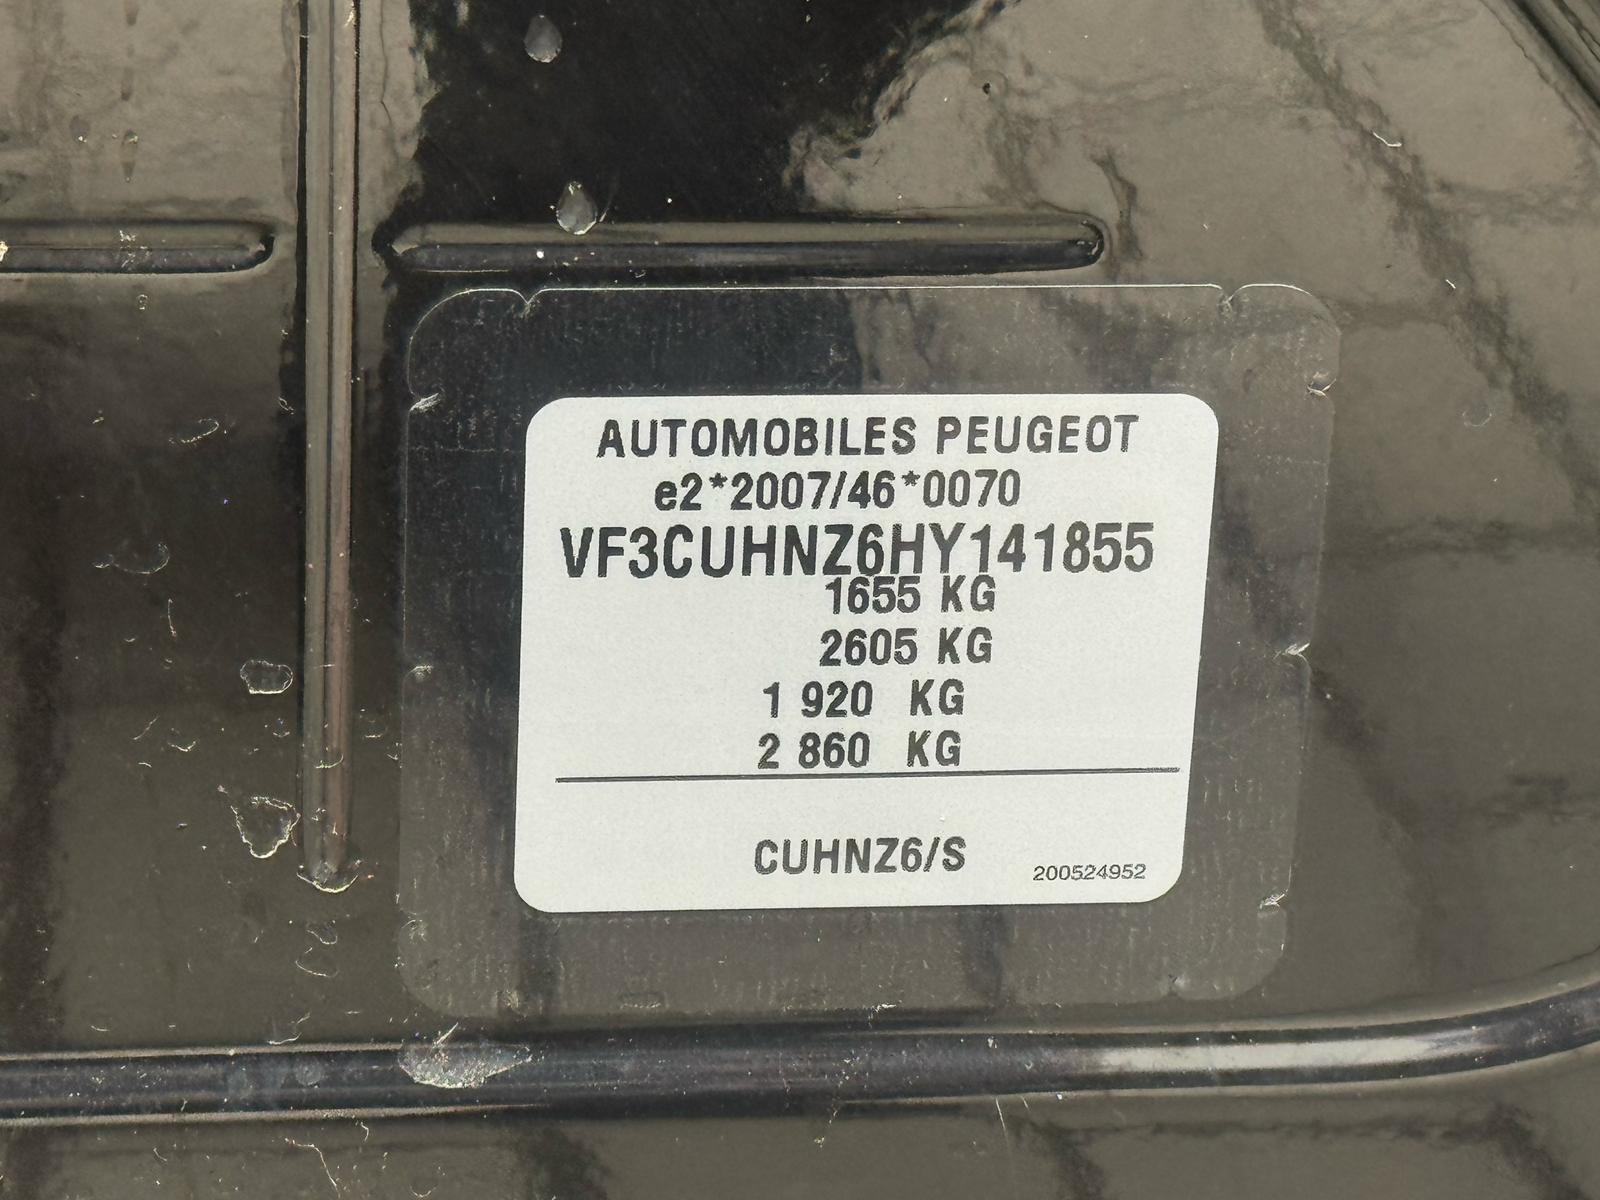 AUTOMOBILES PEUGEOT
e2*2007/46*0070
VF3CUHNZ6HY141855
1655 KG
2605 KG
1 920 KG
2 860 KG
CUHNZ6/S
200524952